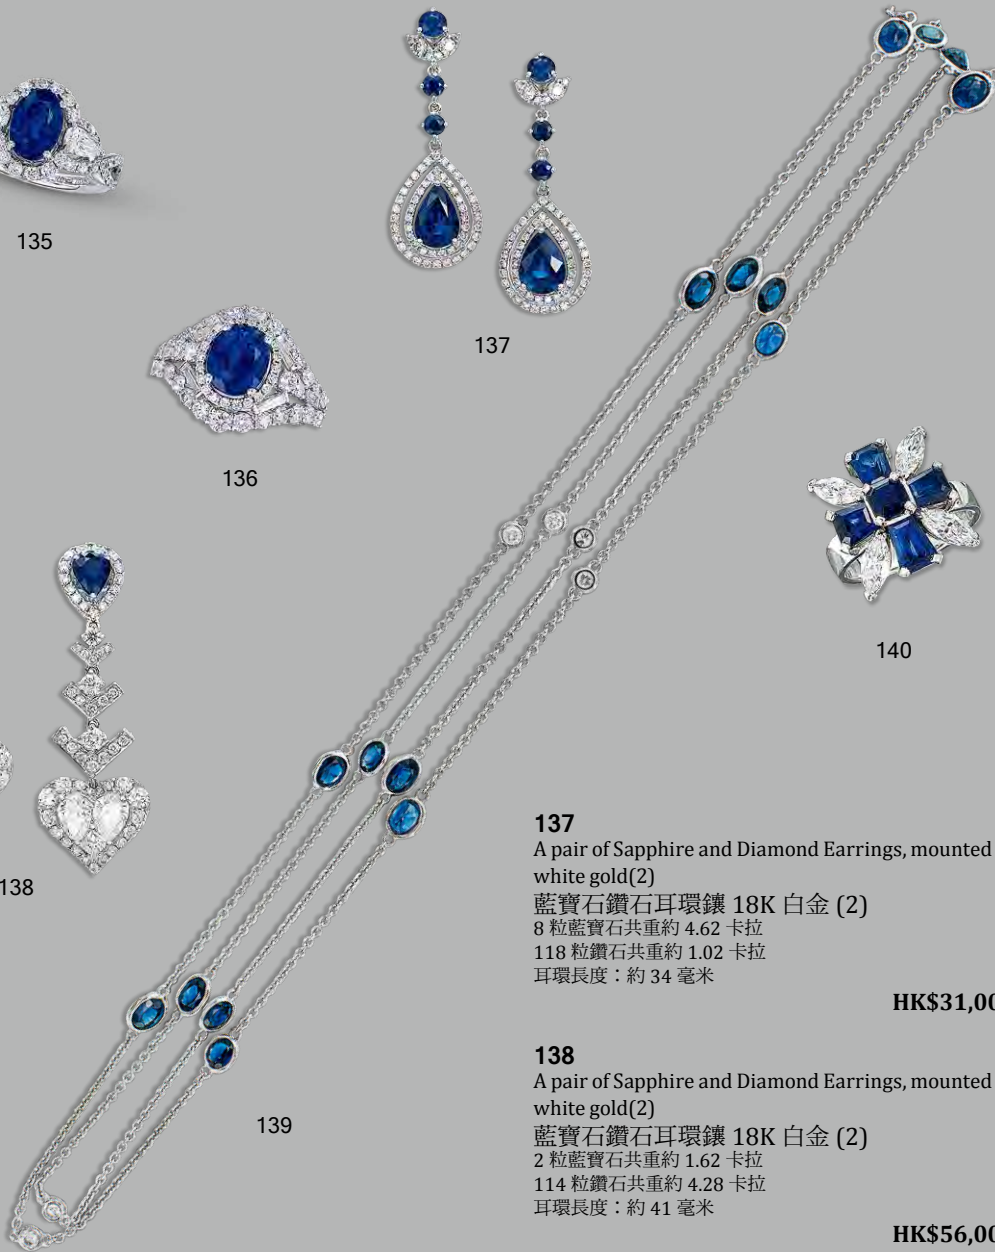 135
137
136
140
138
139
137
A pair of Sapphire and Diamond Earrings, mounted
white gold(2)
藍寶石鑽石耳環鑲 18K 白金 (2)
8 粒藍寶石共重約 4.62 卡拉
118 粒鑽石共重約 1.02 卡拉
耳環長度：約 34 毫米
HK$31,00
138
A pair of Sapphire and Diamond Earrings, mounted
white gold(2)
藍寶石鑽石耳環鑲 18K 白金 (2)
2 粒藍寶石共重約 1.62 卡拉
114 粒鑽石共重約 4.28 卡拉
耳環長度：約 41 毫米
HK$56,00